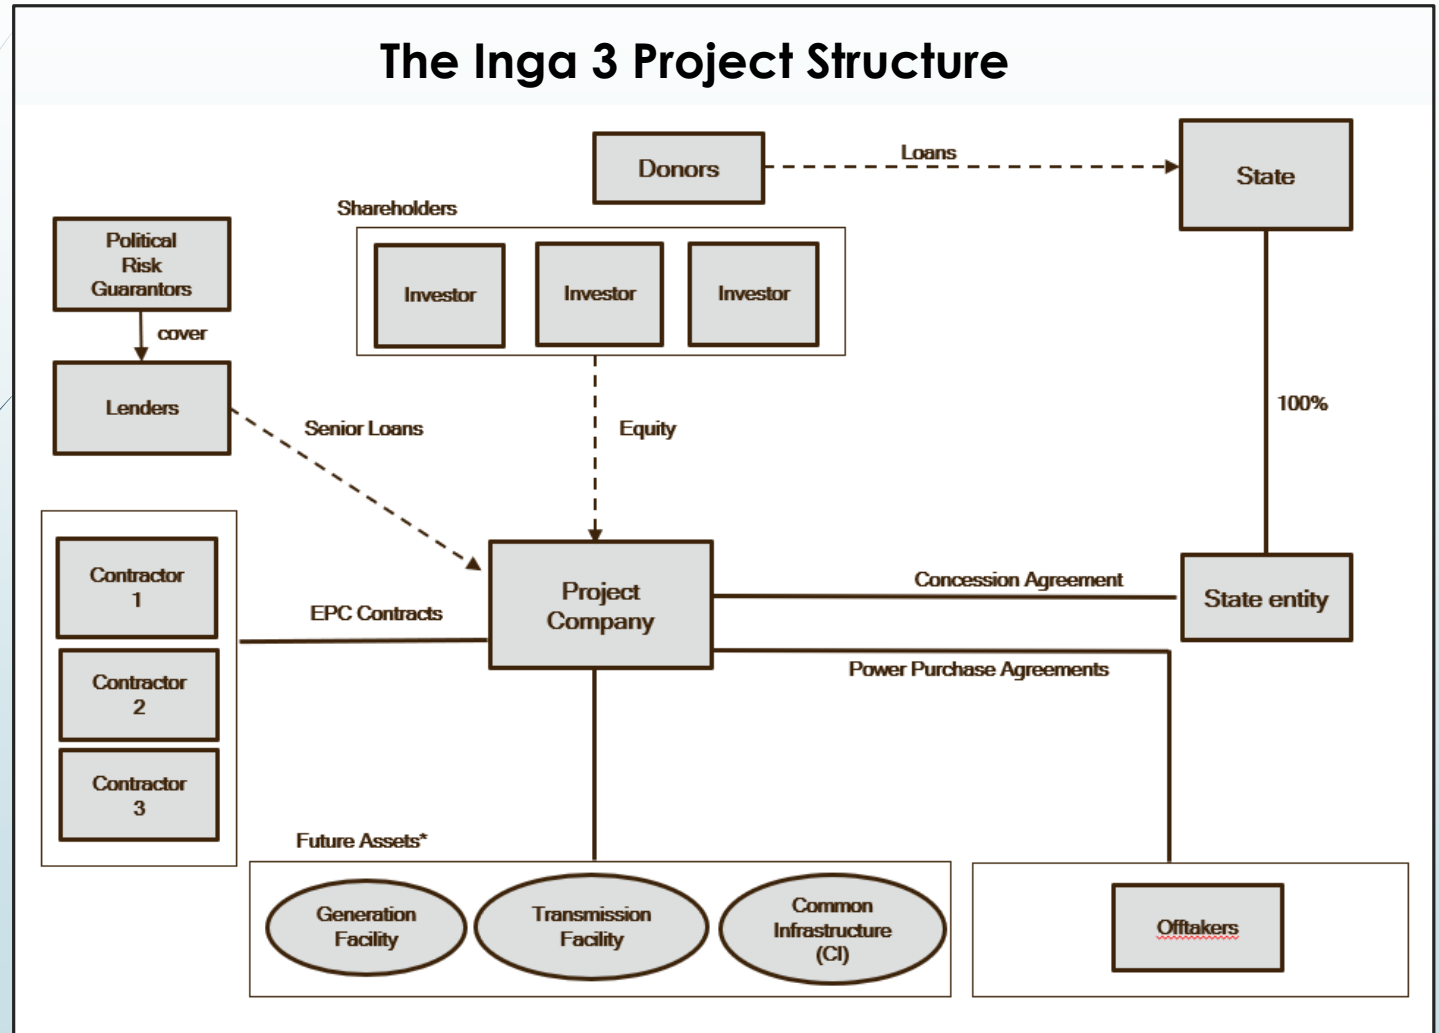 The Inga 3 Project Structure
Donors
Loans
State
Shareholders
Political
Risk
Guarantors
Investor
Investor
Investor
cover
Lenders
Senior Loans
Equity
100%
Contractor
1
EPC Contracts
Project
Company
Concession Agreement
State entity
Power Purchase Agreements
Contractor
2
Contractor
3
Future Assets*
Generation
Facility
Transmission
Facility
Common
Infrastructure
(CI)
Offtakers